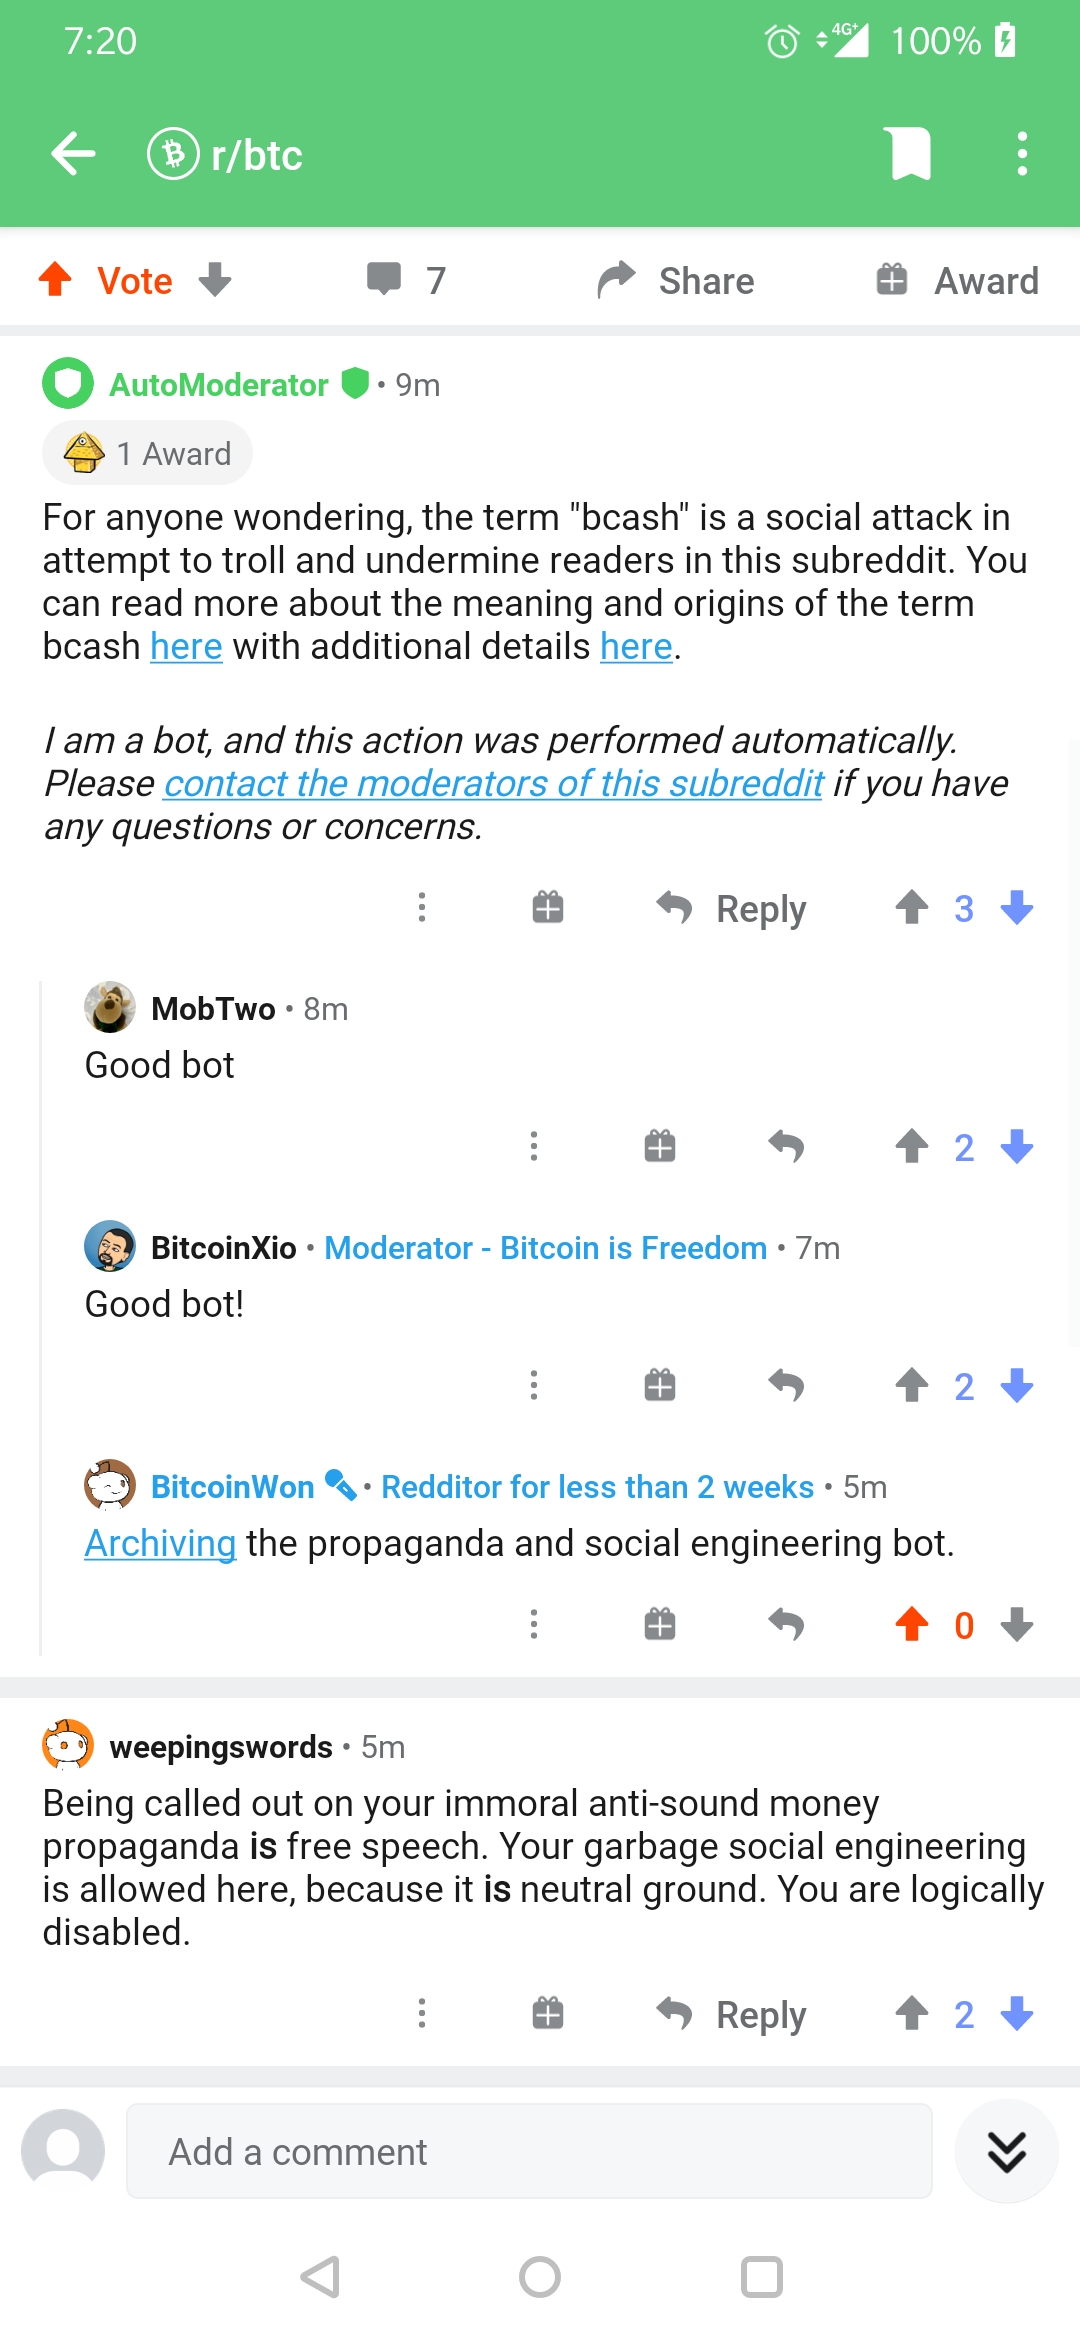 7:20
4G+ 100%
r/btc
Vote 7 Share Award
AutoModerator • 9m
1 Award
For anyone wondering, the term "bcash" is a social attack in
attempt to troll and undermine readers in this subreddit. You
can read more about the meaning and origins of the term
bcash here with additional details here.
I am a bot, and this action was performed automatically.
Please contact the moderators of this subreddit if you have
any questions or concerns.
Reply 3
MobTwo • 8m
Good bot
2
BitcoinXio • Moderator - Bitcoin is Freedom • 7m
Good bot!
2
BitcoinWon • Redditor for less than 2 weeks • 5m
Archiving the propaganda and social engineering bot.
0
weepingswords • 5m
Being called out on your immoral anti-sound money
propaganda is free speech. Your garbage social engineering
is allowed here, because it is neutral ground. You are logically
disabled.
Reply 2
Add a comment